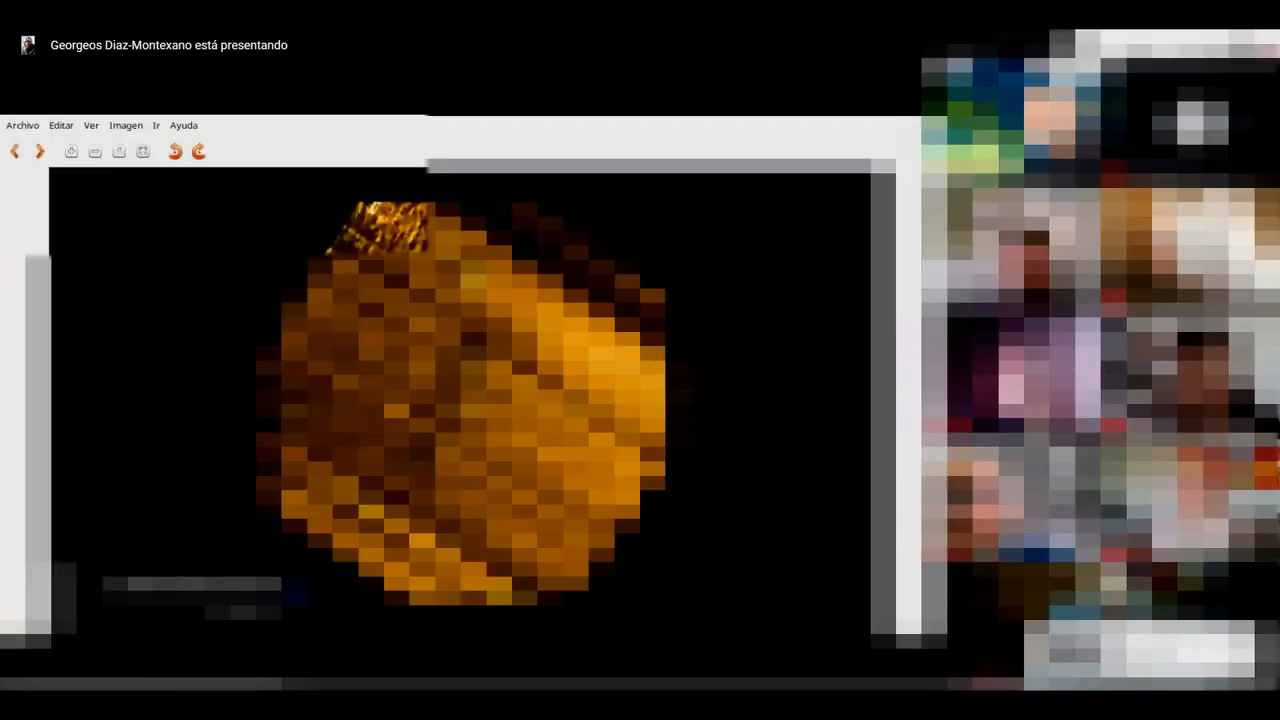 Georgeos Diaz-Montexano está presentando
Archivo Editar Ver Imagen Ir Ayuda